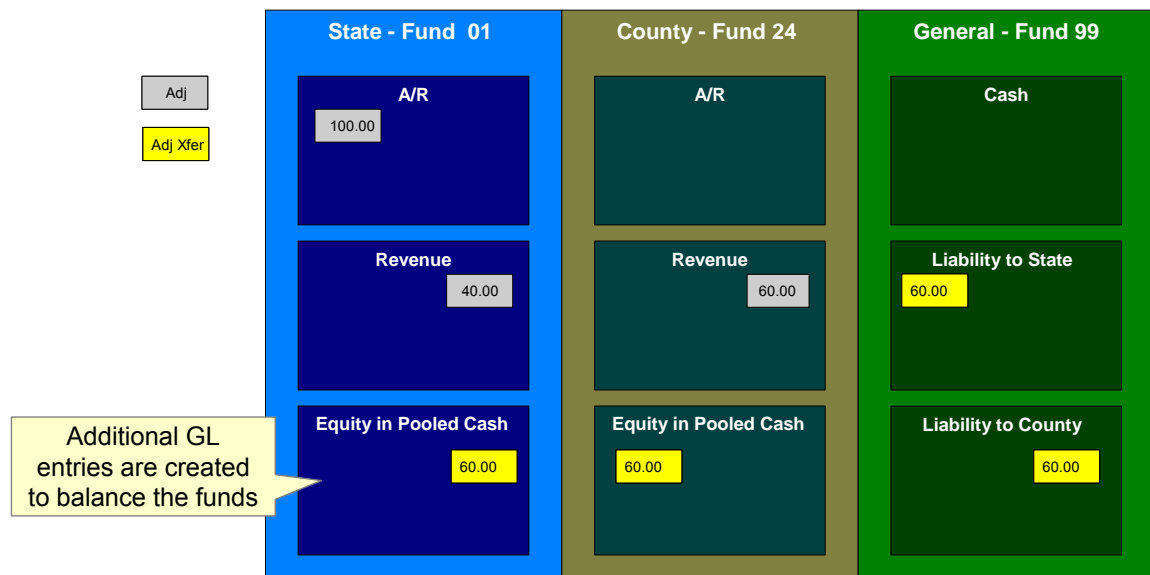 State - Fund 01
County - Fund 24
General - Fund 99
Adj
Adj Xfer
A/R
100.00
A/R
Cash
Revenue
40.00
Revenue
60.00
Liability to State
60.00
Additional GL
entries are created
to balance the funds
Equity in Pooled Cash
60.00
Equity in Pooled Cash
60.00
Liability to County
60.00